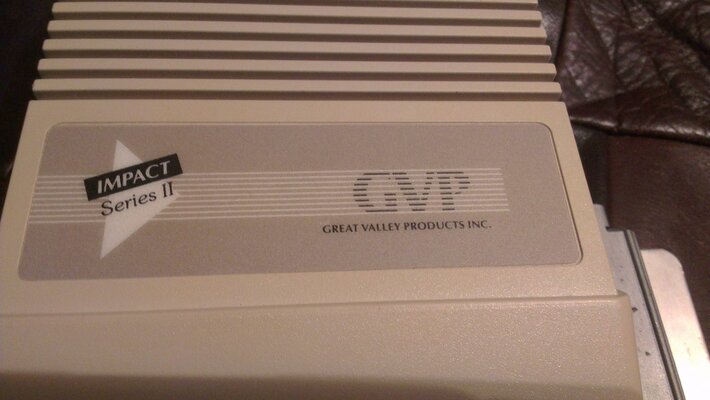 IMPACT
Series II
GVP
GREAT VALLEY PRODUCTS INC.